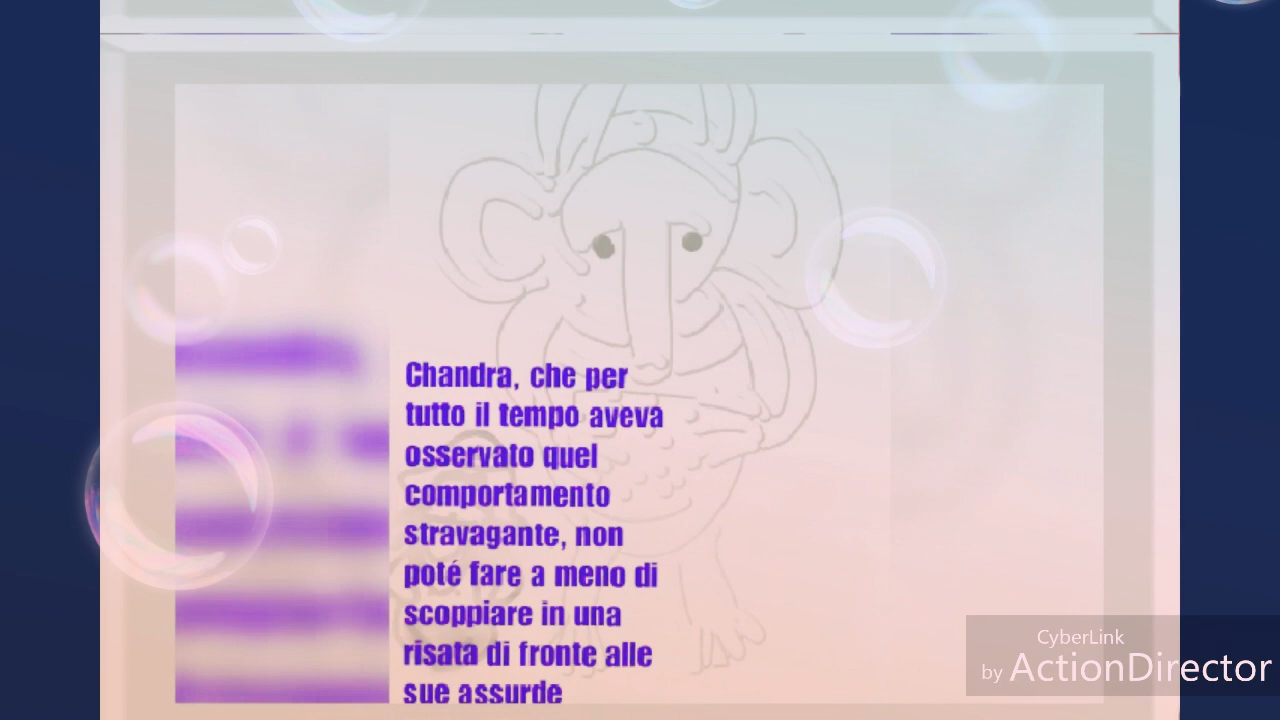 Chandra, che per
tutto il tempo aveva
osservato quel
comportamento
stravagante, non
poté fare a meno di
scoppiare in una
risata di fronte alle
sue assurde
CyberLink
by ActionDirector